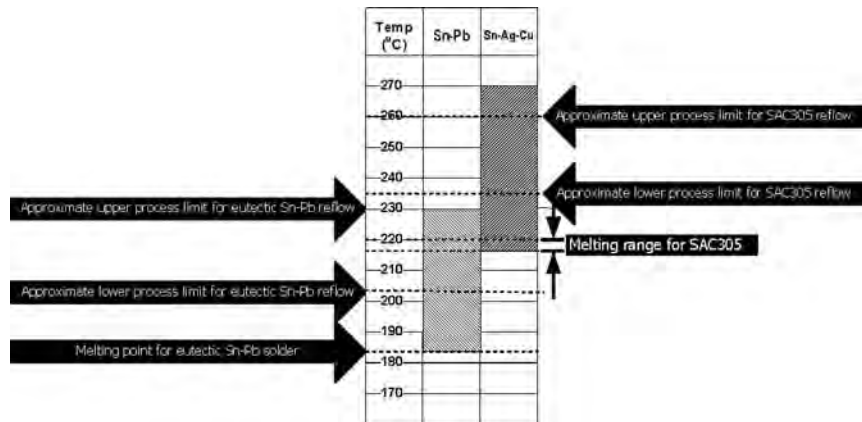 Temp (°C)
Sn-Pb
Sn-Ag-Cu
270
260
250
240
230
220
210
200
190
180
170
Approximate upper process limit for SAC305 reflow
Approximate lower process limit for SAC305 reflow
Approximate upper process limit for eutectic Sn-Pb reflow
Melting range for SAC305
Approximate lower process limit for eutectic Sn-Pb reflow
Melting point for eutectic Sn-Pb solder